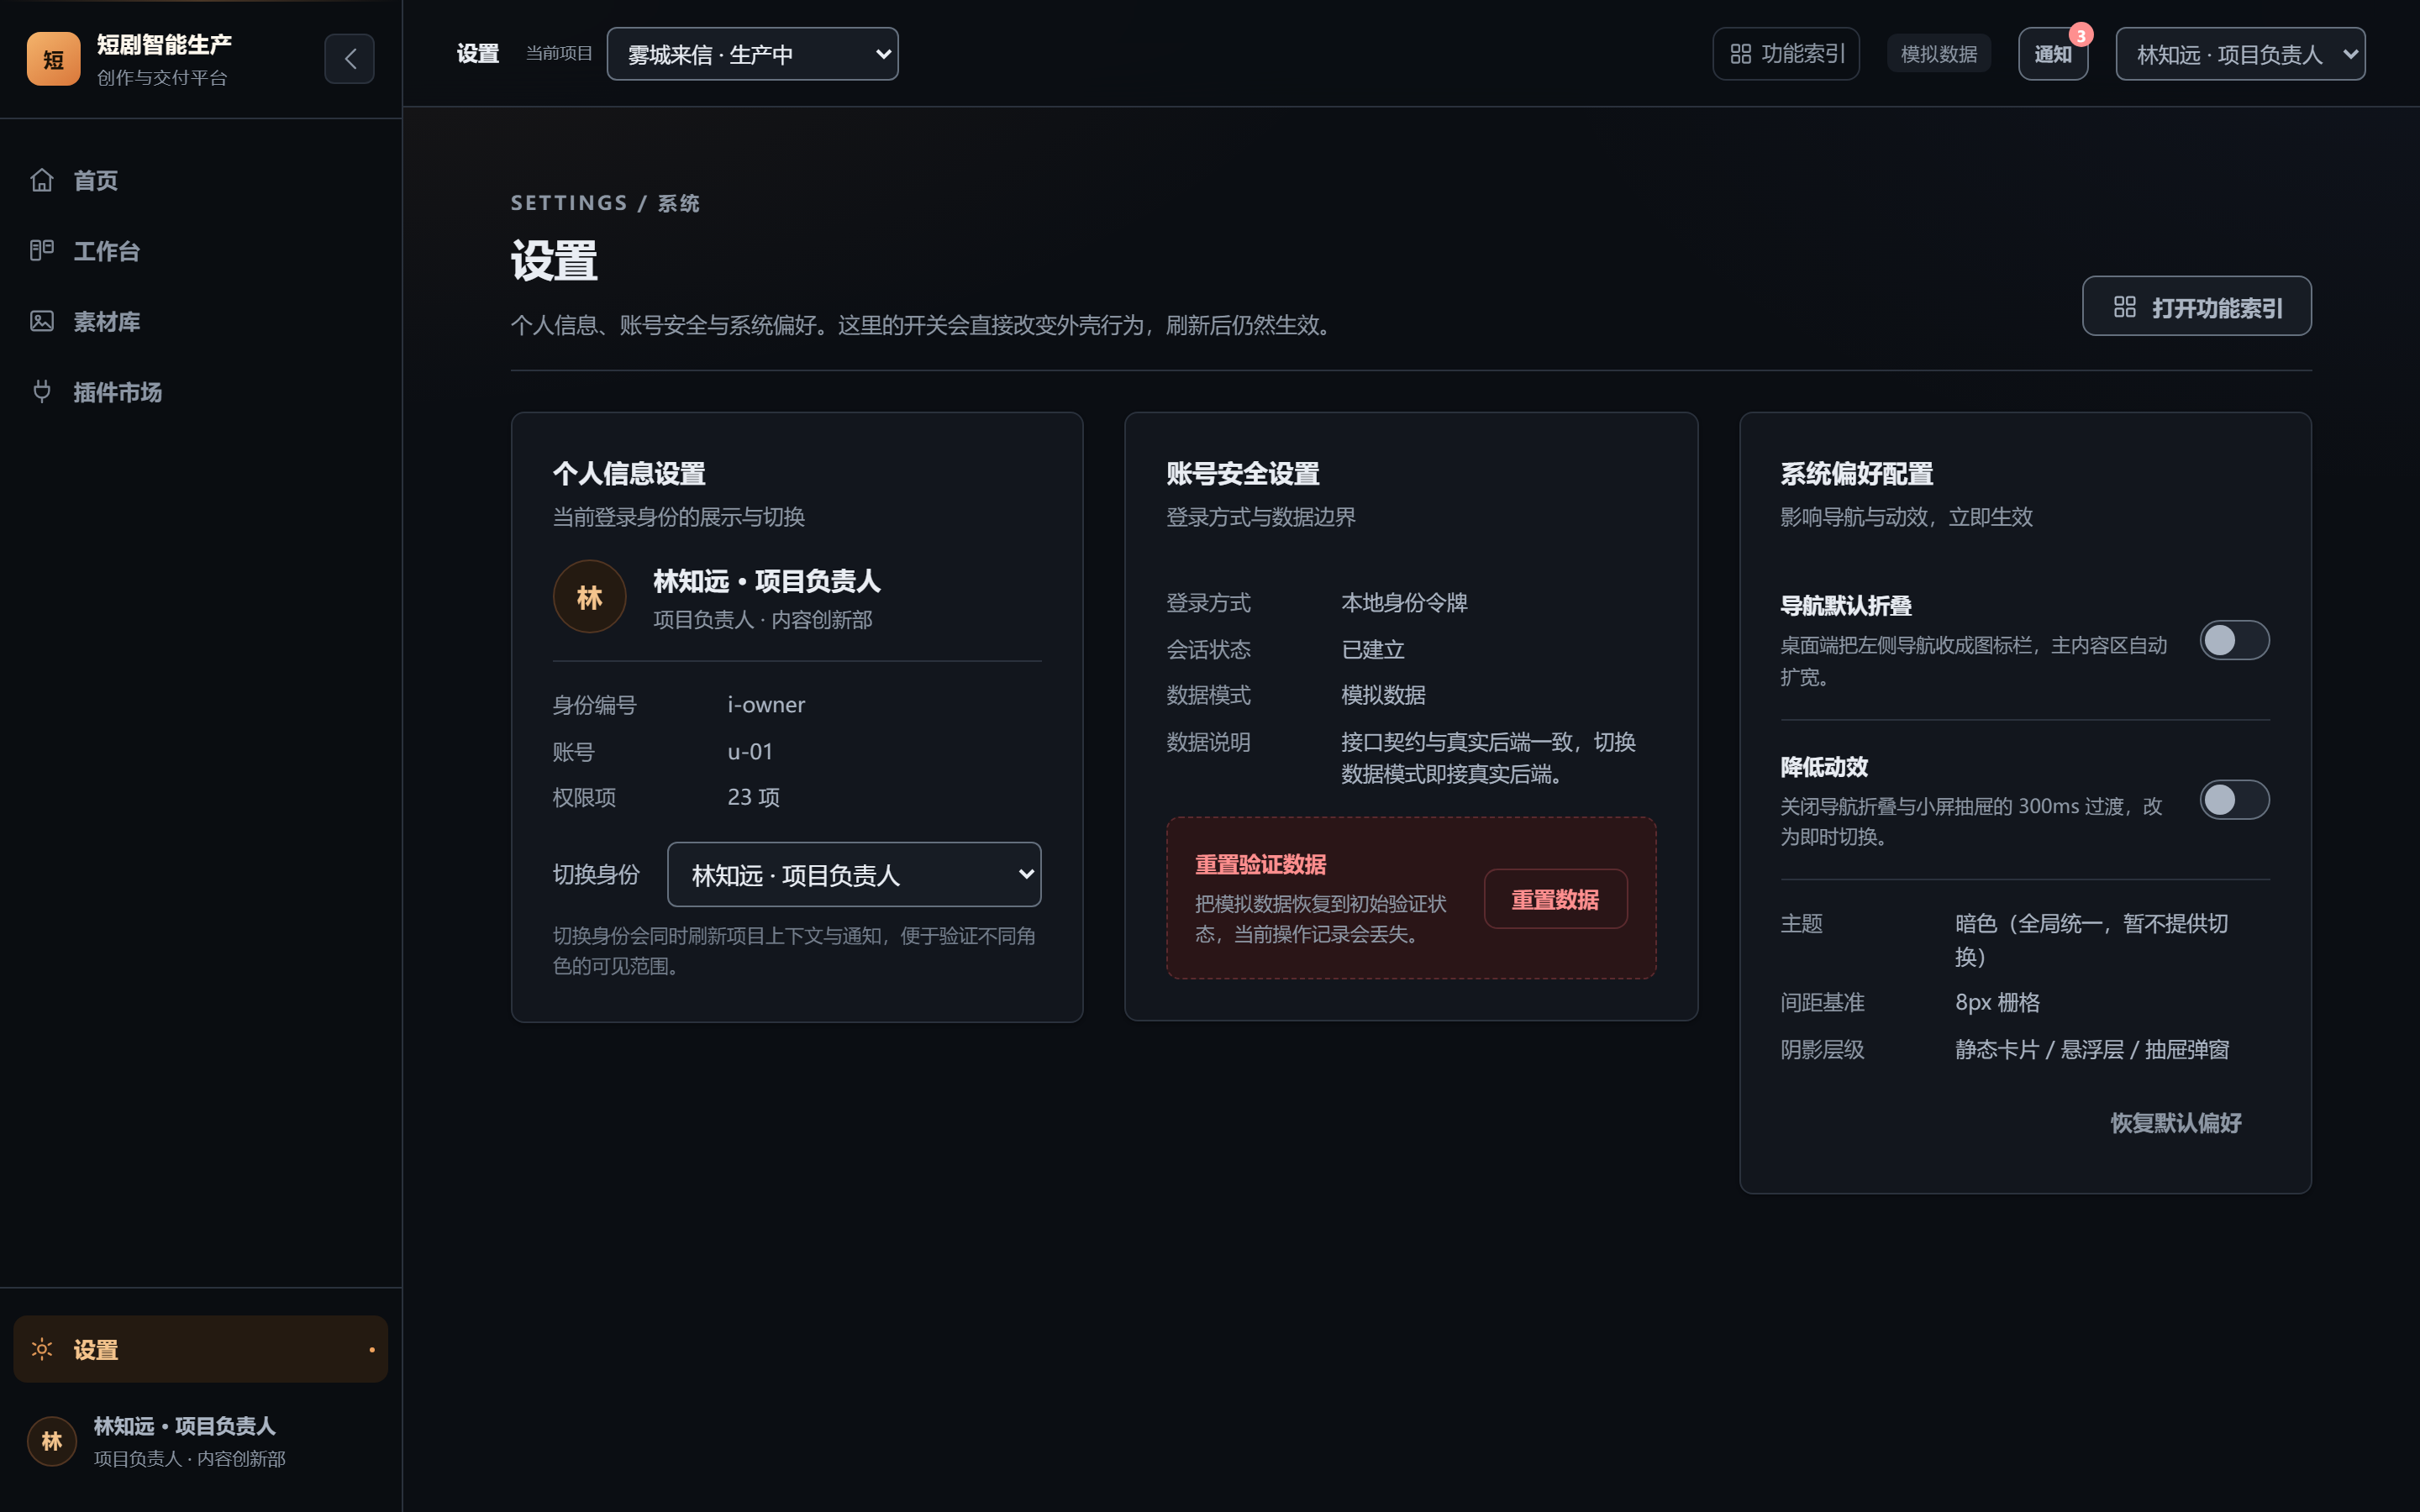 短
短剧智能生产
创作与交付平台
首页
工作台
素材库
插件市场
设置
林
林知远 • 项目负责人
项目负责人 · 内容创新部
设置
当前项目
雾城来信 · 生产中
功能索引
模拟数据
通知
3
林知远 · 项目负责人
SETTINGS / 系统
设置
个人信息、账号安全与系统偏好。这里的开关会直接改变外壳行为，刷新后仍然生效。
打开功能索引
个人信息设置
当前登录身份的展示与切换
林
林知远 • 项目负责人
项目负责人 · 内容创新部
身份编号 i-owner
账号 u-01
权限项 23 项
切换身份 林知远 · 项目负责人
切换身份会同时刷新项目上下文与通知，便于验证不同角
色的可见范围。
账号安全设置
登录方式与数据边界
登录方式 本地身份令牌
会话状态 已建立
数据模式 模拟数据
数据说明 接口契约与真实后端一致，切换
数据模式即接真实后端。
重置验证数据
把模拟数据恢复到初始验证状
态，当前操作记录会丢失。
重置数据
系统偏好配置
影响导航与动效，立即生效
导航默认折叠
桌面端把左侧导航收成图标栏，主内容区自动
扩宽。
降低动效
关闭导航折叠与小屏抽屉的 300ms 过渡，改
为即时切换。
主题 暗色（全局统一，暂不提供切
换）
间距基准 8px 栅格
阴影层级 静态卡片 / 悬浮层 / 抽屉弹窗
恢复默认偏好